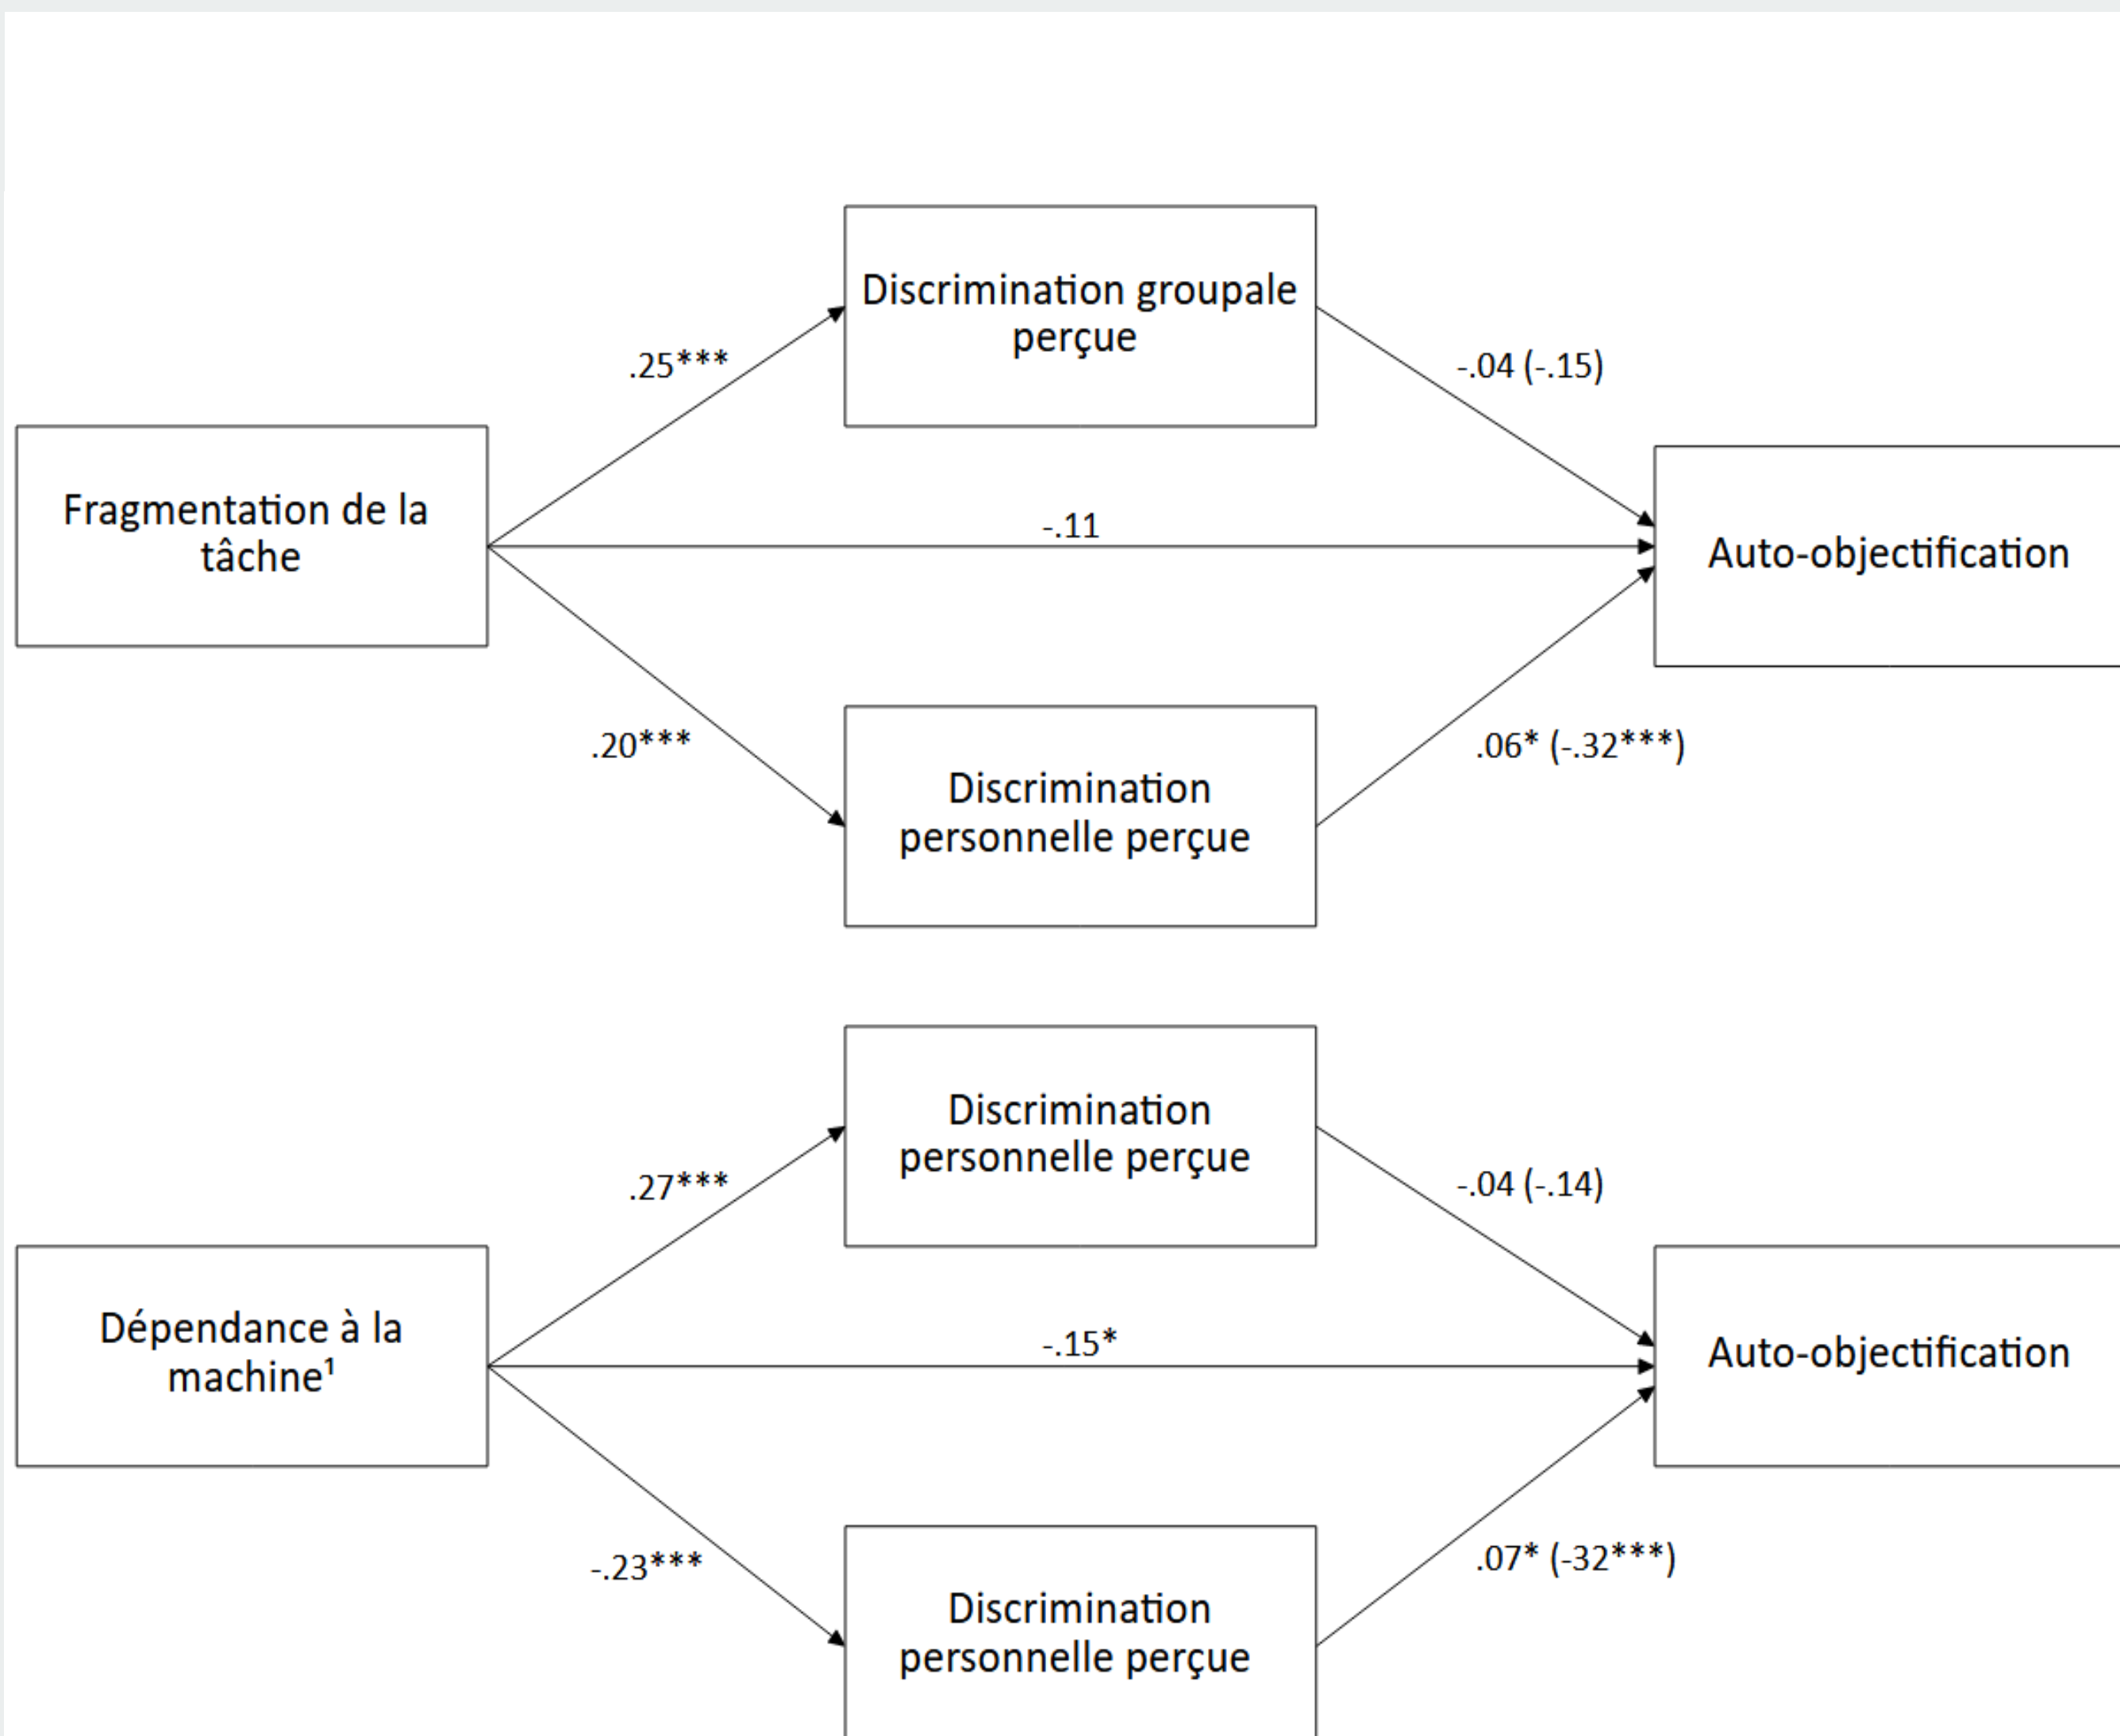 Discrimination groupale
perçue
.25***
-.04 (-.15)
Fragmentation de la
tâche
-.11
Auto-objectification
.20***
.06* (-.32***)
Discrimination
personnelle perçue
Discrimination
personnelle perçue
.27***
-.04 (-.14)
Dépendance à la
machine¹
-.15*
Auto-objectification
-.23***
.07* (-32***)
Discrimination
personnelle perçue